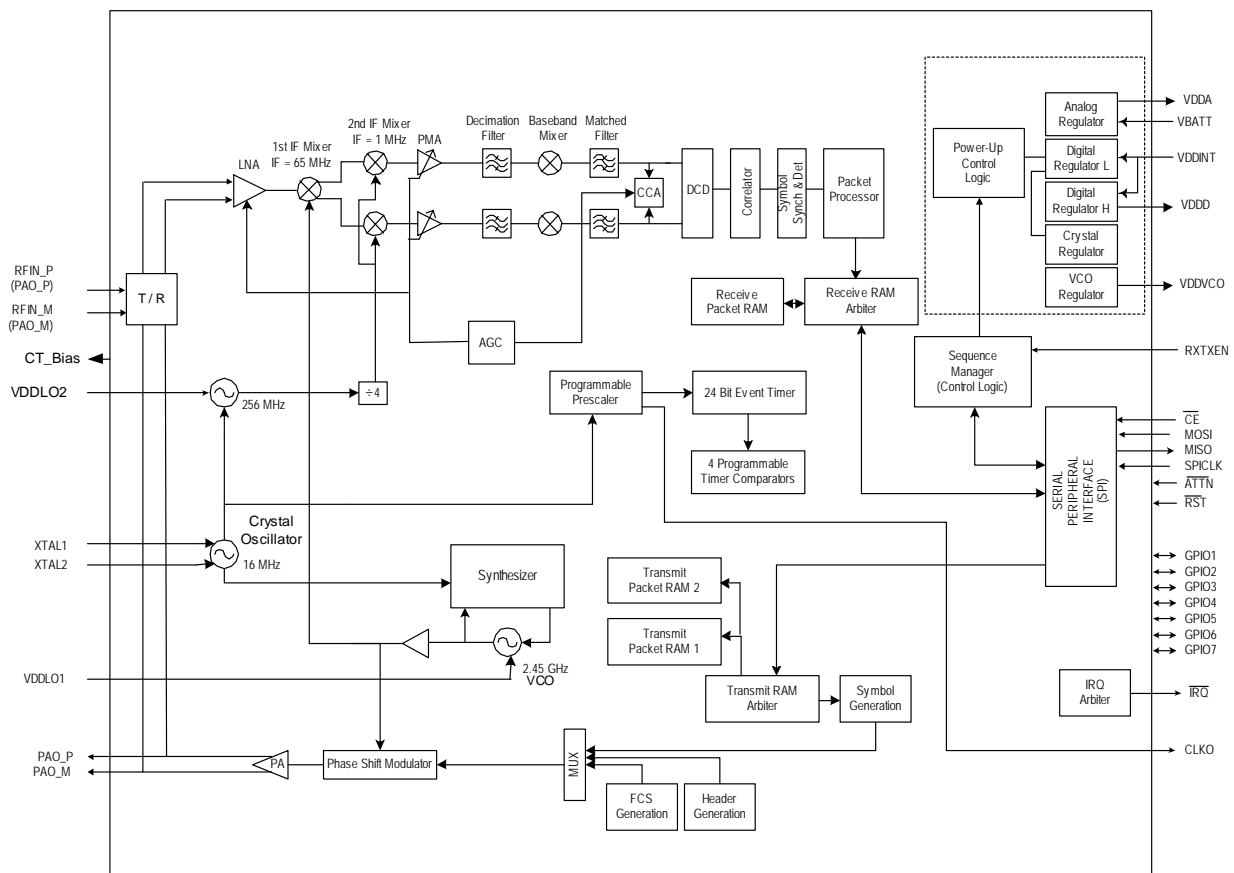 2nd IF Mixer
IF = 1 MHz
PMA
Decimation
Filter
Baseband
Mixer
Matched
Filter
1st IF Mixer
IF = 65 MHz
LNA
CCA
DCD
Correlator
Symbol
Synch & Det
Packet
Processor
Power-Up
Control
Logic
Analog
Regulator
Digital
Regulator L
Digital
Regulator H
Crystal
Regulator
VCO
Regulator
VDDA
VBATT
VDDINT
VDDD
VDDVCO
RFIN_P
(PAO_P)
RFIN_M
(PAO_M)
T / R
CT_Bias
VDDLO2
256 MHz
÷4
AGC
Receive
Packet RAM
Receive RAM
Arbiter
Sequence
Manager
(Control Logic)
RXTXEN
Programmable
Prescaler
24 Bit Event Timer
4 Programmable
Timer Comparators
SERIAL
PERIPHERAL
INTERFACE
(SPI)
CE
MOSI
MISO
SPICLK
ATTN
RST
GPIO1
GPIO2
GPIO3
GPIO4
GPIO5
GPIO6
GPIO7
XTAL1
XTAL2
Crystal
Oscillator
16 MHz
Synthesizer
2.45 GHz
VCO
VDDLO1
Transmit
Packet RAM 2
Transmit
Packet RAM 1
Transmit RAM
Arbiter
Symbol
Generation
IRQ
Arbiter
IRQ
PAO_P
PAO_M
PA
Phase Shift Modulator
MUX
FCS
Generation
Header
Generation
CLKO